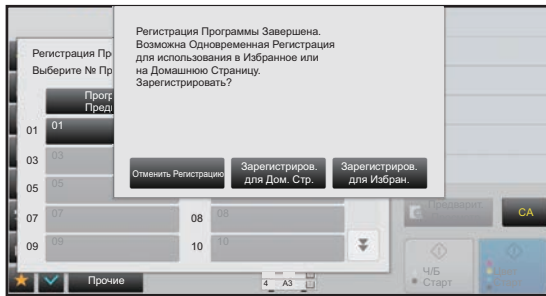 Регистрация Программы Завершена.
Возможна Одновременная Регистрация
для использования в Избранное или
на Домашнюю Страницу.
Зарегистрировать?
Отменить Регистрацию
Зарегистриров.
для Дом. Стр.
Зарегистриров.
для Избран.
Регистрация Пр
Выберите № Пр
Прогр
Пред
01 01
03 03
05 05
07 07 08 08
09 09 10 10
Предварит.
CA
Ч/Б
Старт
Прочие
4 A3